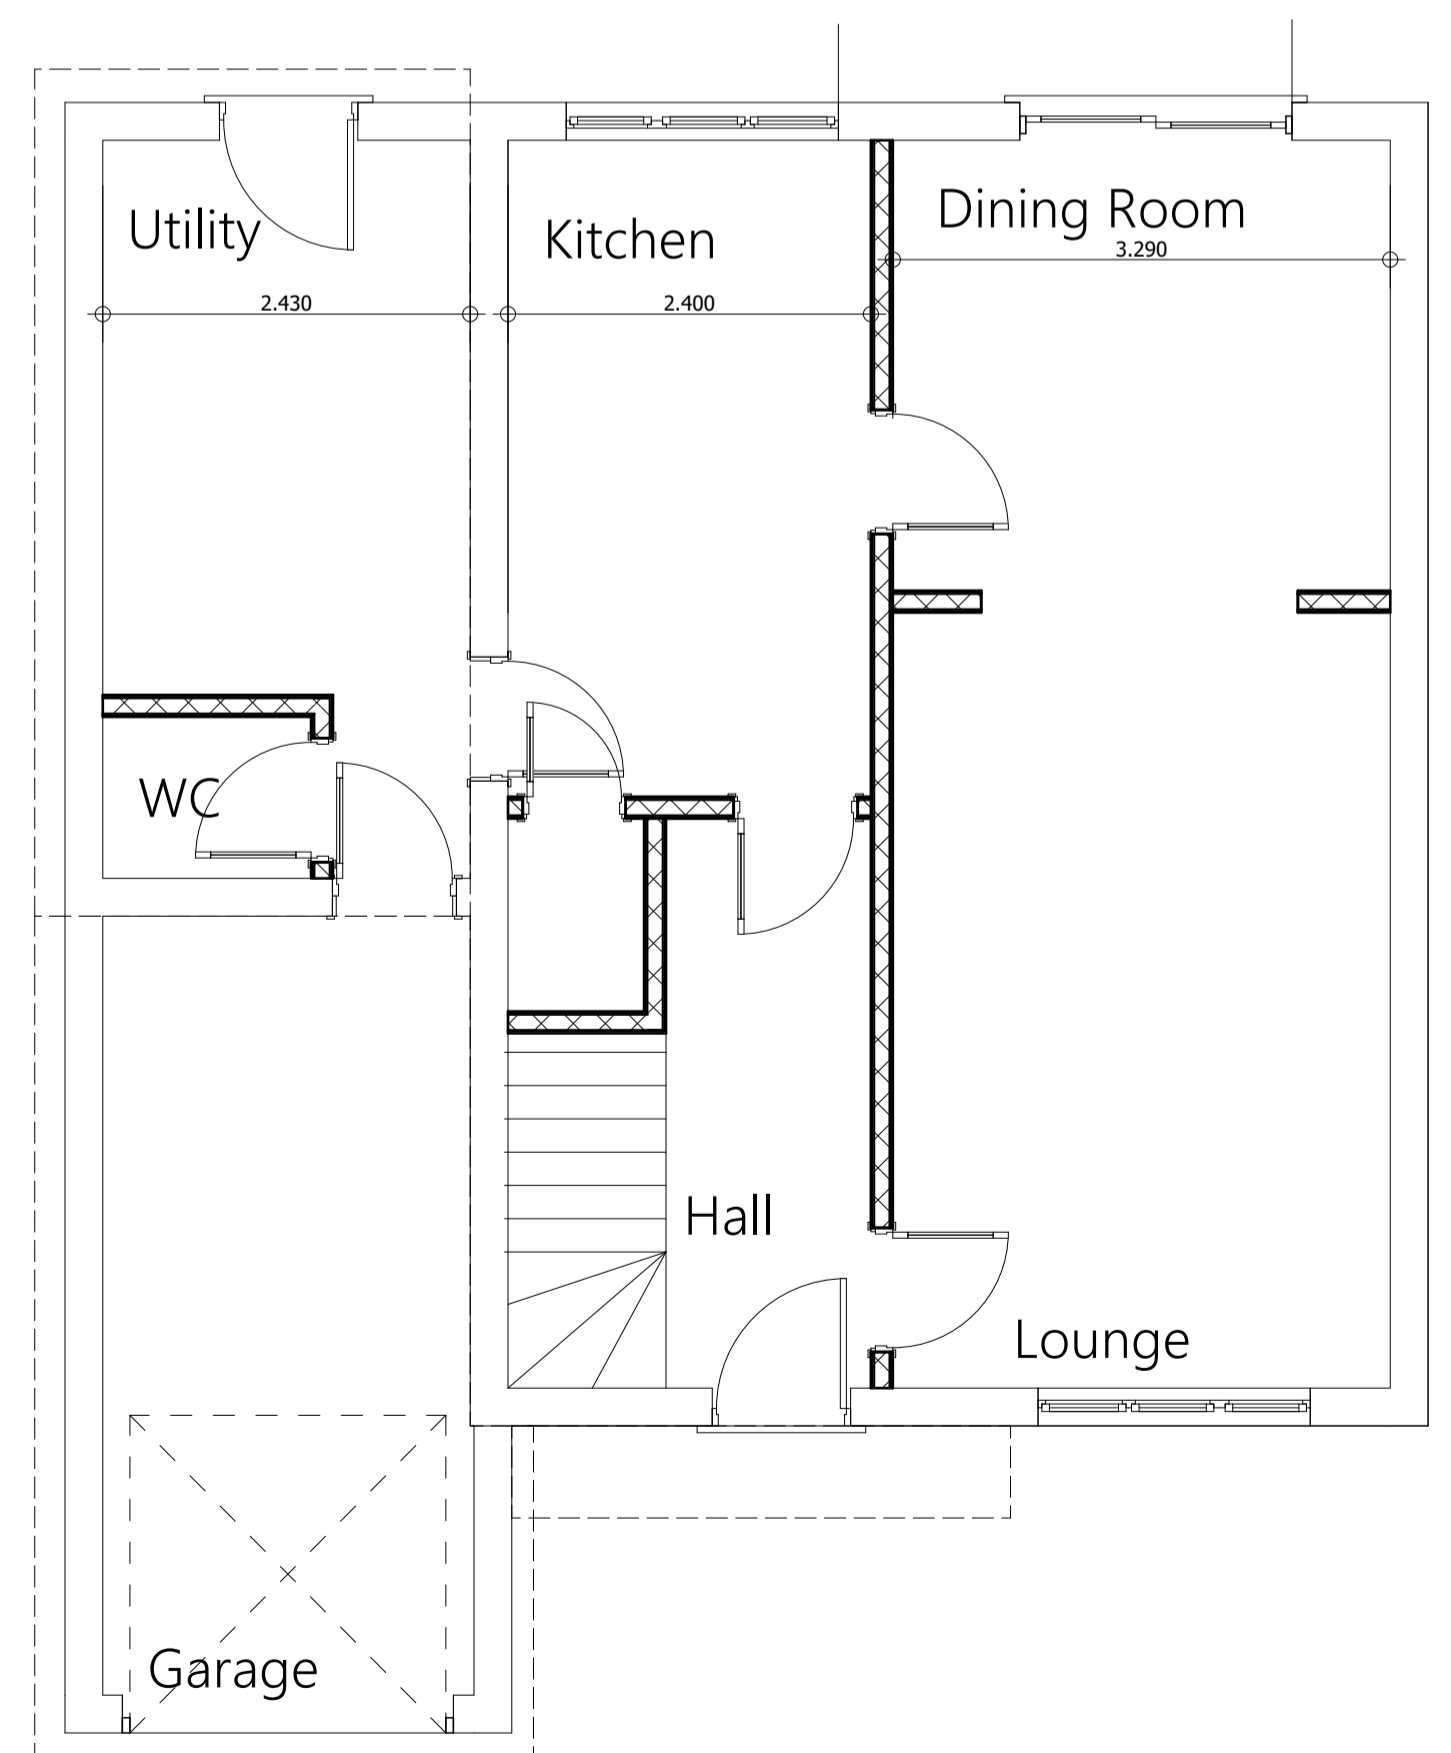 Utility
Kitchen
Dining Room
3.290
2.430
2.400
WC
Hall
Lounge
Garage